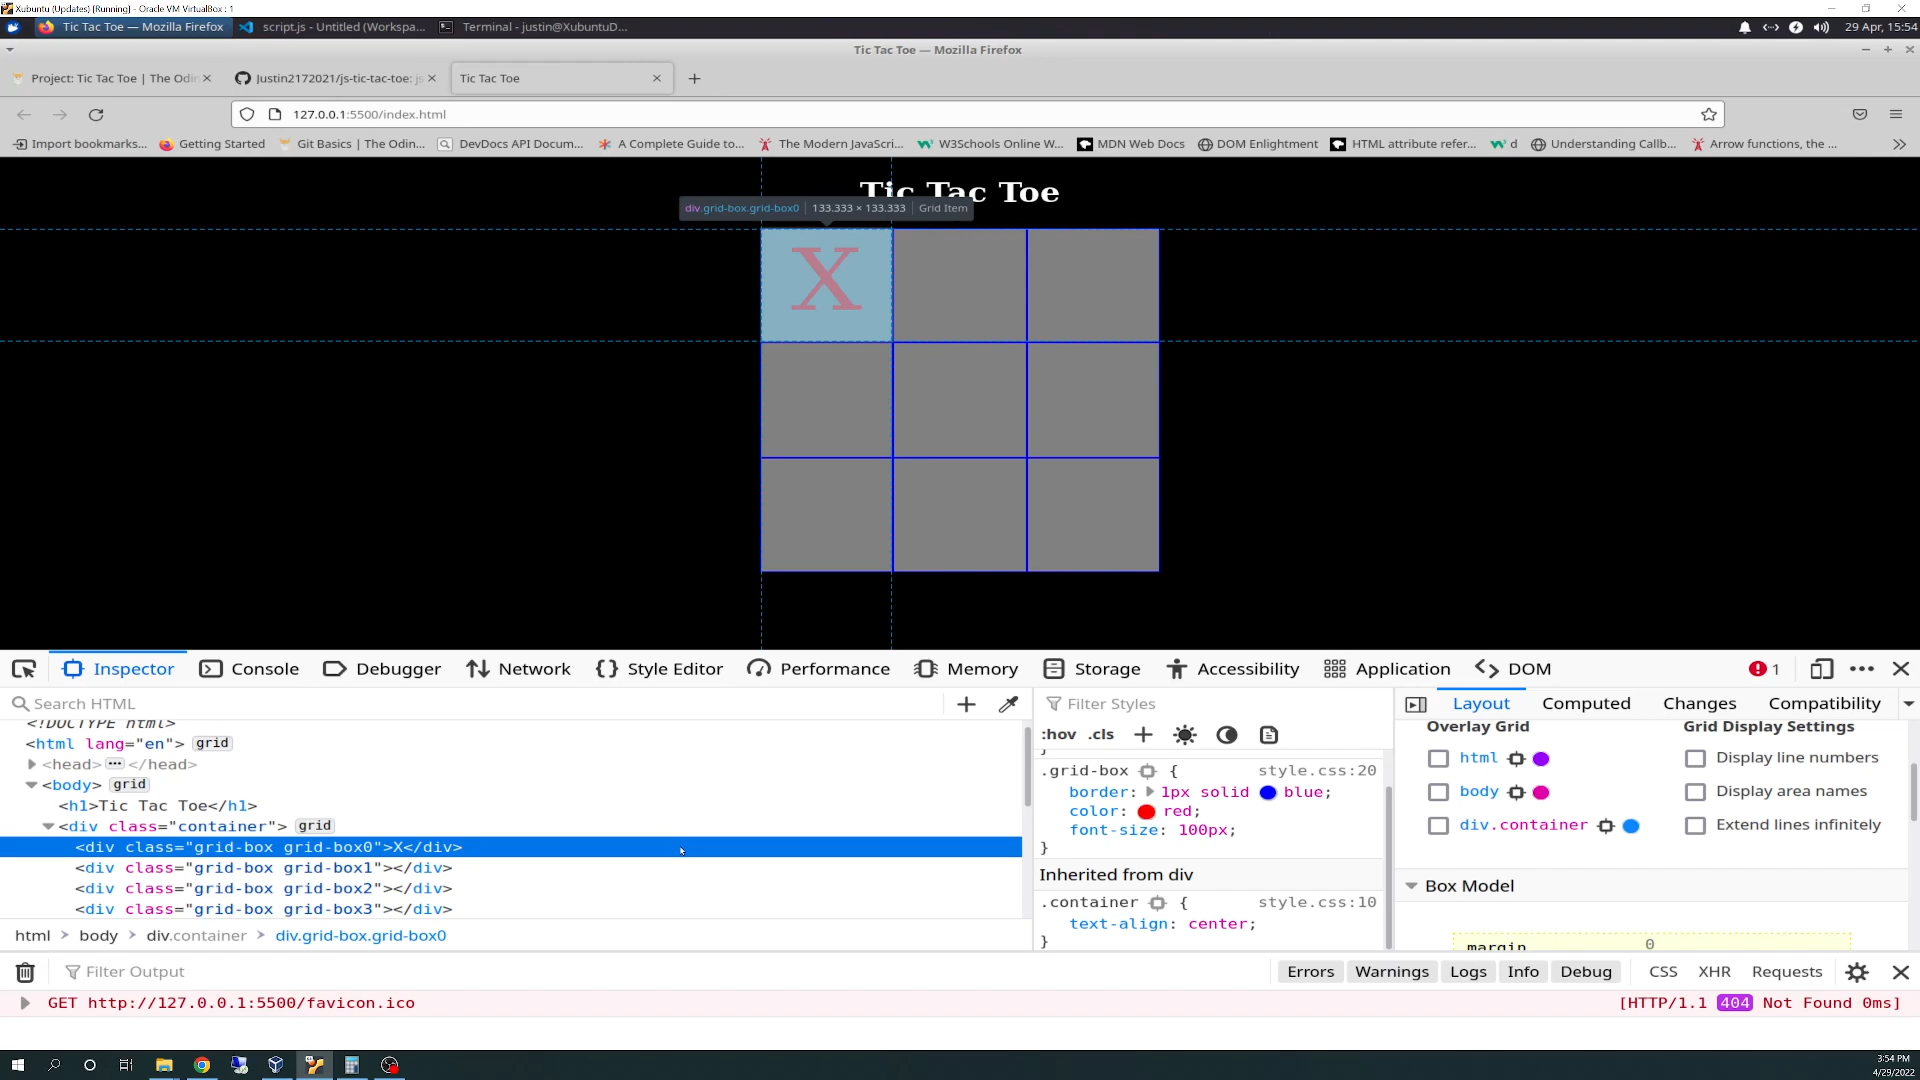 Xubuntu (Updates) [Running] - Oracle VM VirtualBox : 1
Tic Tac Toe — Mozilla Firefox
script.js - Untitled (Workspa...
Terminal - justin@XubuntuD...
29 Apr, 15:54
Tic Tac Toe — Mozilla Firefox
Project: Tic Tac Toe | The Odin
Justin2172021/js-tic-tac-toe: js
Tic Tac Toe
127.0.0.1:5500/index.html
Import bookmarks...
Getting Started
Git Basics | The Odin...
DevDocs API Docum...
A Complete Guide to...
The Modern JavaScri...
W3Schools Online W...
MDN Web Docs
DOM Enlightment
HTML attribute refer...
d
Understanding Callb...
Arrow functions, the ...
Tic Tac Toe
div.grid-box.grid-box0 133.333 × 133.333 Grid Item
X
Inspector
Console
Debugger
Network
Style Editor
Performance
Memory
Storage
Accessibility
Application
DOM
1
Search HTML
<!DOCTYPE html>
<html lang="en"> grid
<head> </head>
<body> grid
<h1>Tic Tac Toe</h1>
<div class="container"> grid
<div class="grid-box grid-box0">X</div>
<div class="grid-box grid-box1"></div>
<div class="grid-box grid-box2"></div>
<div class="grid-box grid-box3"></div>
html > body > div.container > div.grid-box.grid-box0
Filter Styles
:hov .cls
}
.grid-box { style.css:20
border: 1px solid blue;
color: red;
font-size: 100px;
}
Inherited from div
.container { style.css:10
text-align: center;
}
Layout
Computed
Changes
Compatibility
Overlay Grid
html
body
div.container
Grid Display Settings
Display line numbers
Display area names
Extend lines infinitely
Box Model
margin 0
Filter Output
Errors
Warnings
Logs
Info
Debug
CSS
XHR
Requests
GET http://127.0.0.1:5500/favicon.ico
[HTTP/1.1 404 Not Found 0ms]
3:54 PM
4/29/2022